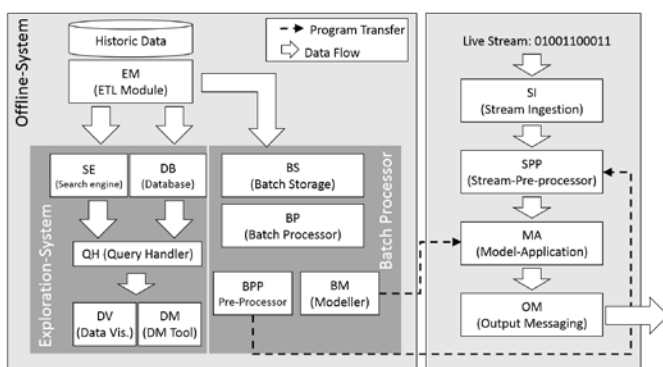 Offline-System
Historic Data
EM
(ETL Module)
Program Transfer
Data Flow
Exploration-System
SE
(Search engine)
DB
(Database)
QH (Query Handler)
DV
(Data Vis.)
DM
(DM Tool)
Batch Processor
BS
(Batch Storage)
BP
(Batch Processor)
BPP
Pre-Processor)
BM
(Modeller)
Live Stream: 01001100011
SI
(Stream Ingestion)
SPP
(Stream-Pre-processor)
MA
(Model-Application)
OM
(Output Messaging)